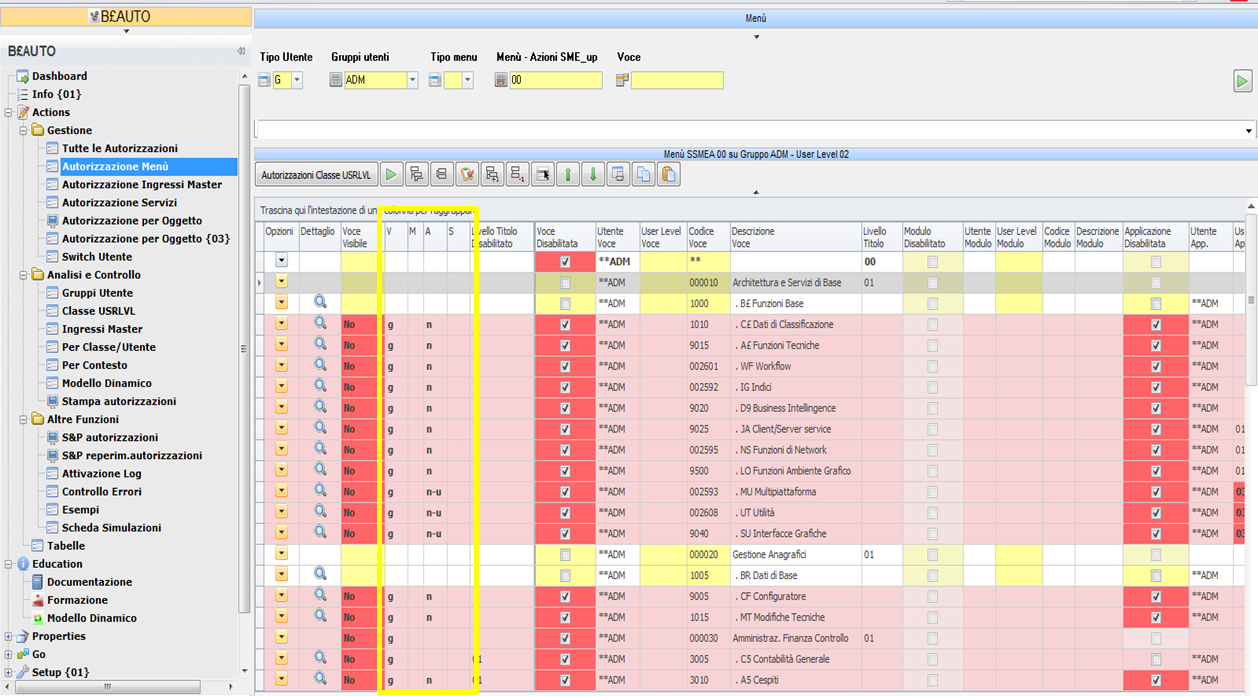 B£AUTO
Menù
B£AUTO
Dashboard
Info {01}
Actions
Gestione
Tutte le Autorizzazioni
Autorizzazione Menù
Autorizzazione Ingressi Master
Autorizzazione Servizi
Autorizzazione per Oggetto
Autorizzazione per Oggetto {03}
Switch Utente
Analisi e Controllo
Gruppi Utente
Classe USRLVL
Ingressi Master
Per Classe/Utente
Per Contesto
Modello Dinamico
Stampa autorizzazioni
Altre Funzioni
S&P autorizzazioni
S&P reperim.autorizzazioni
Attivazione Log
Controllo Errori
Esempi
Scheda Simulazioni
Tabelle
Education
Documentazione
Formazione
Modello Dinamico
Properties
Go
Setup {01}
Tipo Utente Gruppi utenti Tipo menu Menù - Azioni SME_up Voce
G ADM 00
Menù SSMEA 00 su Gruppo ADM - User Level 02
Autorizzazioni Classe USRLVL
Trascina qui l'intestazione di una colonna per raggruppar
Opzioni Dettaglio Voce Visibile V M A S Livello Titolo Disabilitato Voce Disabilitata Utente Voce User Level Voce Codice Voce Descrizione Voce Livello Titolo Modulo Disabilitato Utente Modulo User Level Modulo Codice Modulo Descrizione Modulo Applicazione Disabilitata Utente App.
**ADM ** 00
**ADM 000010 Architettura e Servizi di Base 01
**ADM 1000 . B£ Funzioni Base **ADM
No g n **ADM 1010 . C£ Dati di Classificazione **ADM
No g n **ADM 9015 . A£ Funzioni Tecniche **ADM
No g n **ADM 002601 . WF Workflow **ADM
No g n **ADM 002592 . IG Indici **ADM
No g n **ADM 9020 . D9 Business Intellingence **ADM
No g n **ADM 9025 . JA Client/Server service **ADM 01
No g n **ADM 002595 . NS Funzioni di Network **ADM 01
No g n **ADM 9500 . LO Funzioni Ambiente Grafico **ADM 01
No g n-u **ADM 002593 . MU Multipiattaforma **ADM 03
No g n-u **ADM 002608 . UT Utilità **ADM 03
No g n-u **ADM 9040 . SU Interfacce Grafiche **ADM 03
**ADM 000020 Gestione Anagrafici 01
**ADM 1005 . BR Dati di Base **ADM
No g n **ADM 9005 . CF Configuratore **ADM
No g n **ADM 1015 . MT Modifiche Tecniche **ADM
No g **ADM 000030 Amministraz. Finanza Controllo 01
No g 01 **ADM 3005 . C5 Contabilità Generale **ADM
No g n 01 **ADM 3010 . A5 Cespiti **ADM